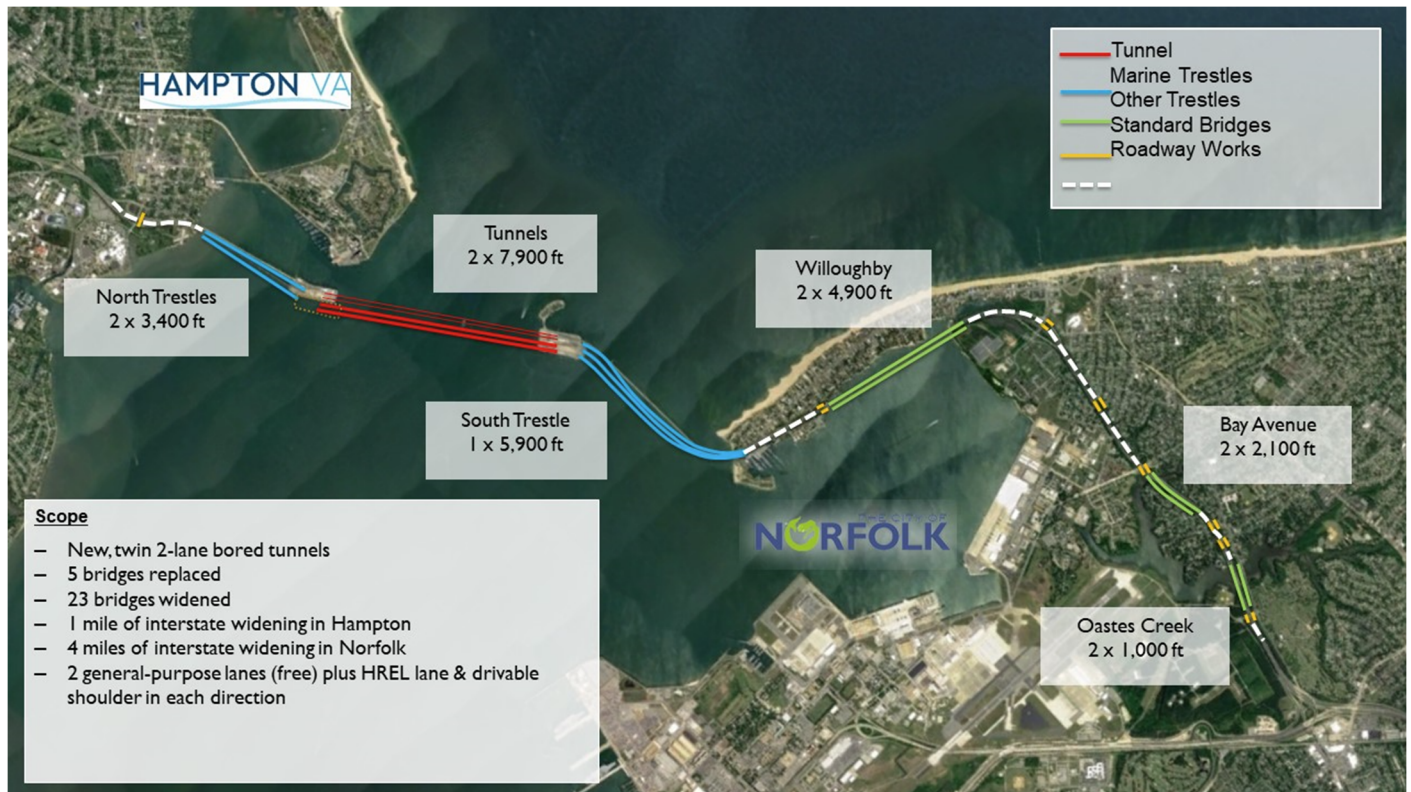 HAMPTON VA
Tunnel
Marine Trestles
Other Trestles
Standard Bridges
Roadway Works
Tunnels
2 x 7,900 ft
Willoughby
2 x 4,900 ft
North Trestles
2 x 3,400 ft
South Trestle
1 x 5,900 ft
Bay Avenue
2 x 2,100 ft
THE CITY OF
NORFOLK
Scope
– New, twin 2-lane bored tunnels
– 5 bridges replaced
– 23 bridges widened
– 1 mile of interstate widening in Hampton
– 4 miles of interstate widening in Norfolk
– 2 general-purpose lanes (free) plus HREL lane & drivable
shoulder in each direction
Oastes Creek
2 x 1,000 ft